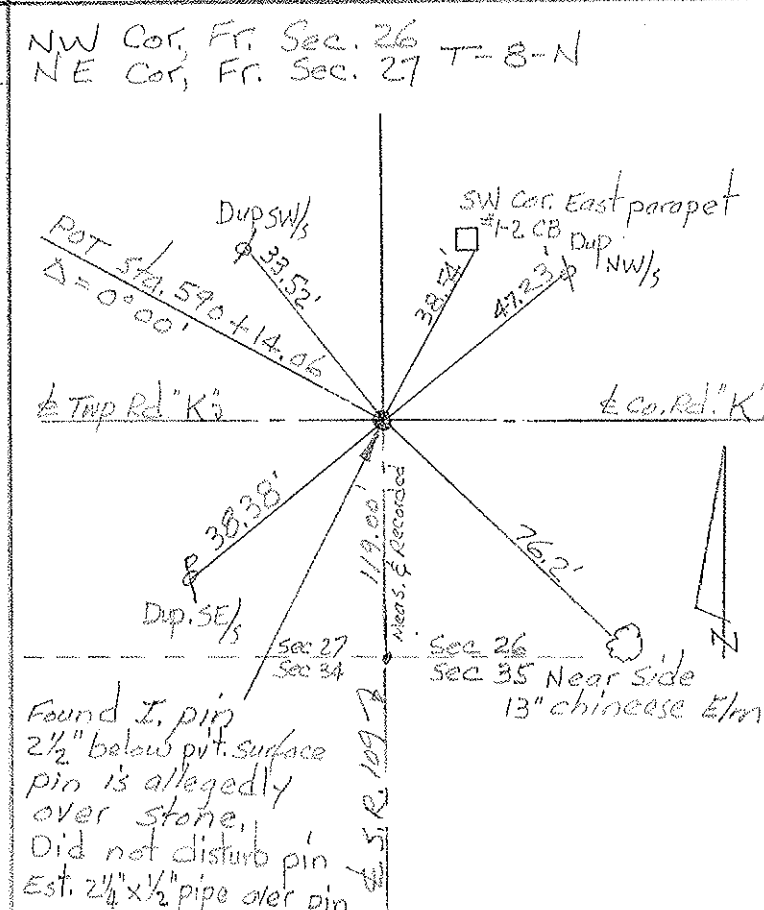 NW Cor, Fr. Sec. 26 T-8-N
NE Cor, Fr. Sec. 27
Dup SW/s
33.52'
SW Cor. East parapet
#1-2 CB
38.54'
Dup NW/s
47.23'
POT Sta. 590+14.06
Δ = 0°00'
℄ Twp Rd. "K"
℄ Co. Rd. "K"
38.38'
Dup. SE/s
119.00'
Meas. & Recorded
76.2'
N
Sec 27
Sec 34
Sec 26
Sec 35
Near Side
13" chineese Elm
Found I. pin
2½" below pvt. surface
pin is allegedly
over stone.
Did not disturb pin
Est. 2¼" x ½" pipe over pin
℄ S.R. 109